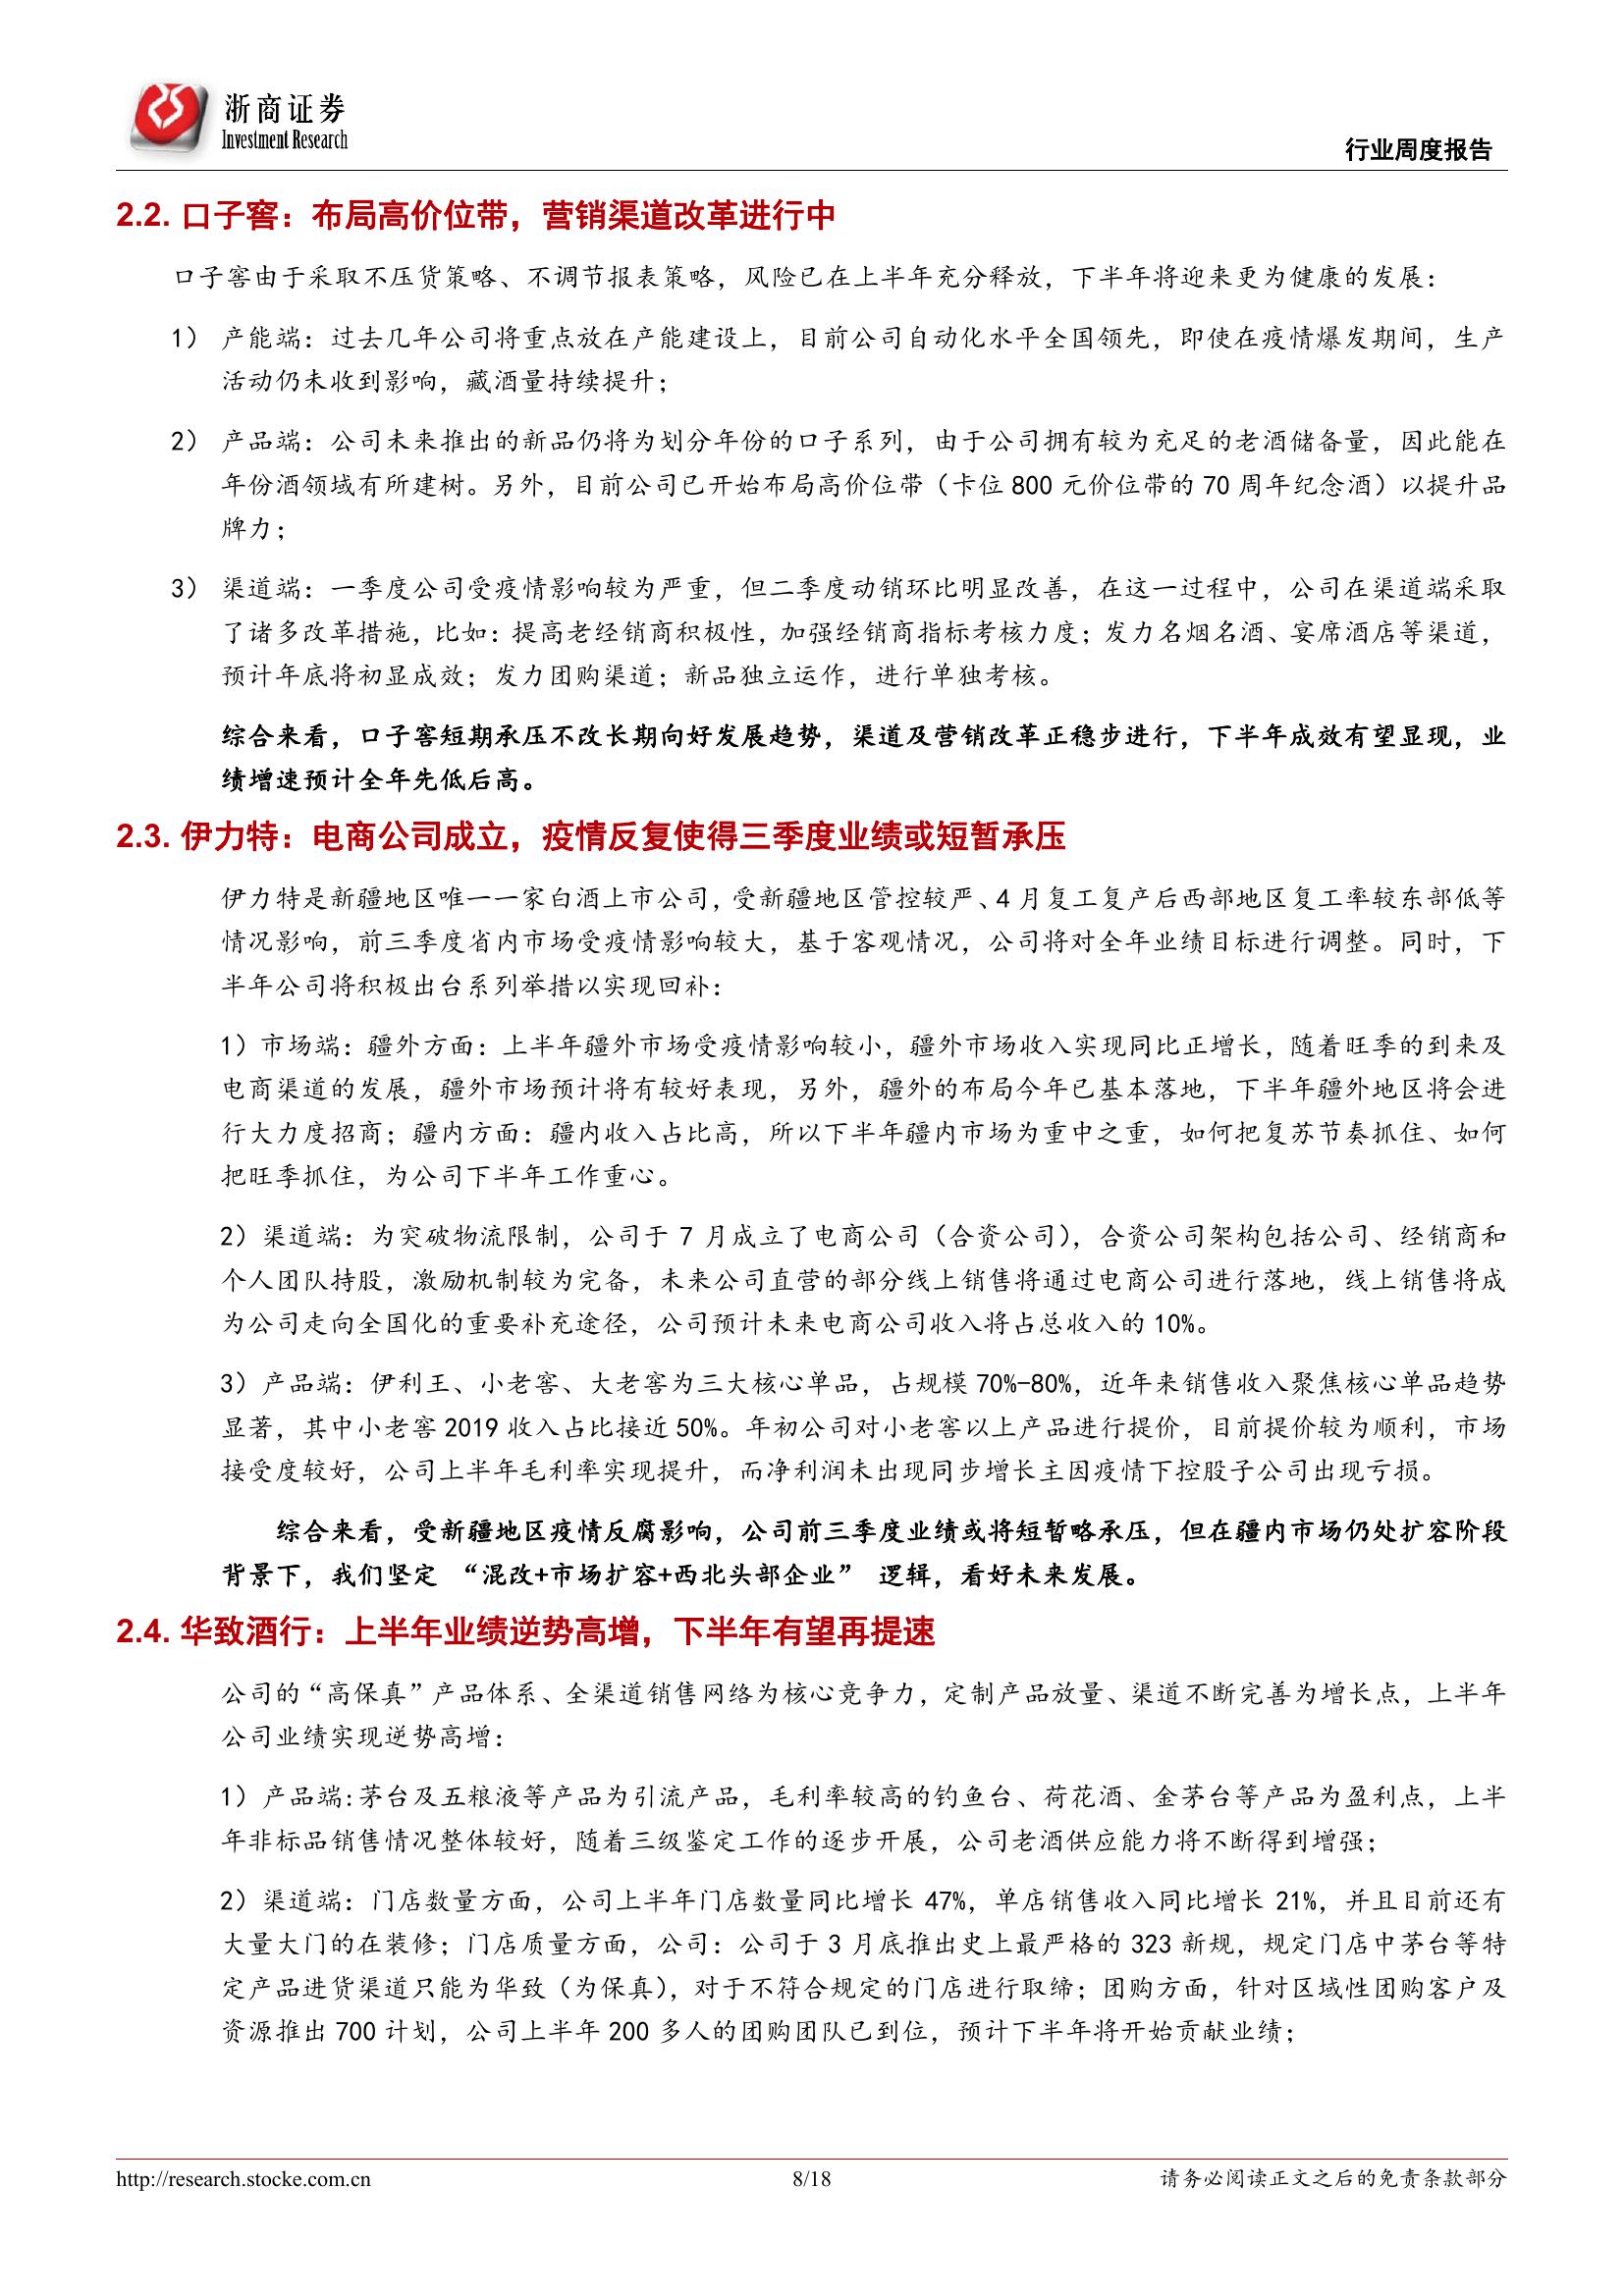 浙商证券
Investment Research
行业周度报告
2.2. 口子窖：布局高价位带，营销渠道改革进行中
口子窖由于采取不压货策略、不调节报表策略，风险已在上半年充分释放，下半年将迎来更为健康的发展：
1） 产能端：过去几年公司将重点放在产能建设上，目前公司自动化水平全国领先，即使在疫情爆发期间，生产
活动仍未收到影响，藏酒量持续提升；
2） 产品端：公司未来推出的新品仍将为划分年份的口子系列，由于公司拥有较为充足的老酒储备量，因此能在
年份酒领域有所建树。另外，目前公司已开始布局高价位带（卡位 800 元价位带的 70 周年纪念酒）以提升品
牌力；
3） 渠道端：一季度公司受疫情影响较为严重，但二季度动销环比明显改善，在这一过程中，公司在渠道端采取
了诸多改革措施，比如：提高老经销商积极性，加强经销商指标考核力度；发力名烟名酒、宴席酒店等渠道，
预计年底将初显成效；发力团购渠道；新品独立运作，进行单独考核。
综合来看，口子窖短期承压不改长期向好发展趋势，渠道及营销改革正稳步进行，下半年成效有望显现，业
绩增速预计全年先低后高。
2.3. 伊力特：电商公司成立，疫情反复使得三季度业绩或短暂承压
伊力特是新疆地区唯一一家白酒上市公司，受新疆地区管控较严、4 月复工复产后西部地区复工率较东部低等
情况影响，前三季度省内市场受疫情影响较大，基于客观情况，公司将对全年业绩目标进行调整。同时，下
半年公司将积极出台系列举措以实现回补：
1）市场端：疆外方面：上半年疆外市场受疫情影响较小，疆外市场收入实现同比正增长，随着旺季的到来及
电商渠道的发展，疆外市场预计将有较好表现，另外，疆外的布局今年已基本落地，下半年疆外地区将会进
行大力度招商；疆内方面：疆内收入占比高，所以下半年疆内市场为重中之重，如何把复苏节奏抓住、如何
把旺季抓住，为公司下半年工作重心。
2）渠道端：为突破物流限制，公司于 7 月成立了电商公司（合资公司），合资公司架构包括公司、经销商和
个人团队持股，激励机制较为完备，未来公司直营的部分线上销售将通过电商公司进行落地，线上销售将成
为公司走向全国化的重要补充途径，公司预计未来电商公司收入将占总收入的 10%。
3）产品端：伊利王、小老窖、大老窖为三大核心单品，占规模 70%-80%，近年来销售收入聚焦核心单品趋势
显著，其中小老窖 2019 收入占比接近 50%。年初公司对小老窖以上产品进行提价，目前提价较为顺利，市场
接受度较好，公司上半年毛利率实现提升，而净利润未出现同步增长主因疫情下控股子公司出现亏损。
综合来看，受新疆地区疫情反腐影响，公司前三季度业绩或将短暂略承压，但在疆内市场仍处扩容阶段
背景下，我们坚定 “混改+市场扩容+西北头部企业” 逻辑，看好未来发展。
2.4. 华致酒行：上半年业绩逆势高增，下半年有望再提速
公司的“高保真”产品体系、全渠道销售网络为核心竞争力，定制产品放量、渠道不断完善为增长点，上半年
公司业绩实现逆势高增：
1）产品端：茅台及五粮液等产品为引流产品，毛利率较高的钓鱼台、荷花酒、金茅台等产品为盈利点，上半
年非标品销售情况整体较好，随着三级鉴定工作的逐步开展，公司老酒供应能力将不断得到增强；
2）渠道端：门店数量方面，公司上半年门店数量同比增长 47%，单店销售收入同比增长 21%，并且目前还有
大量大门的在装修；门店质量方面，公司：公司于 3 月底推出史上最严格的 323 新规，规定门店中茅台等特
定产品进货渠道只能为华致（为保真），对于不符合规定的门店进行取缔；团购方面，针对区域性团购客户及
资源推出 700 计划，公司上半年 200 多人的团购团队已到位，预计下半年将开始贡献业绩；
http://research.stocke.com.cn
8/18
请务必阅读正文之后的免责条款部分